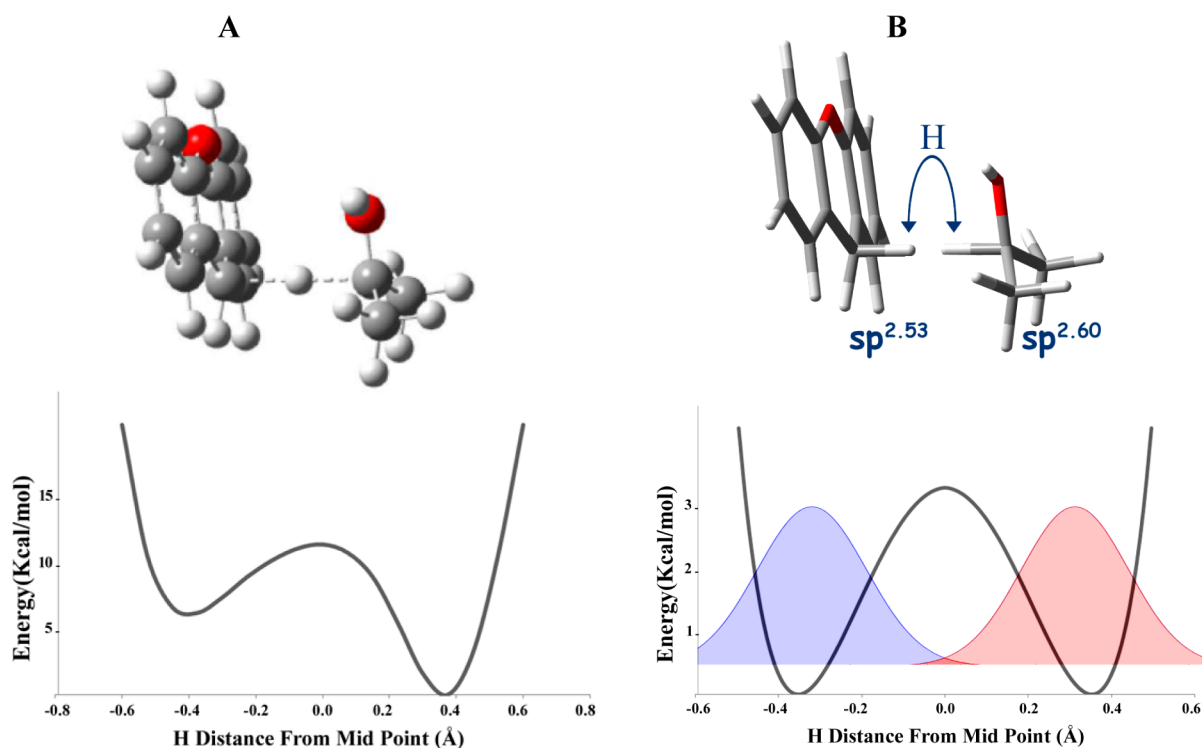 A
B
H
sp2.53
sp2.60
Energy(Kcal/mol)
15
10
5
-0.8
-0.6
-0.4
-0.2
0.0
0.2
0.4
0.6
0.8
H Distance From Mid Point (Å)
Energy(Kcal/mol)
3
2
1
-0.6
-0.4
-0.2
0.0
0.2
0.4
0.6
H Distance From Mid Point (Å)